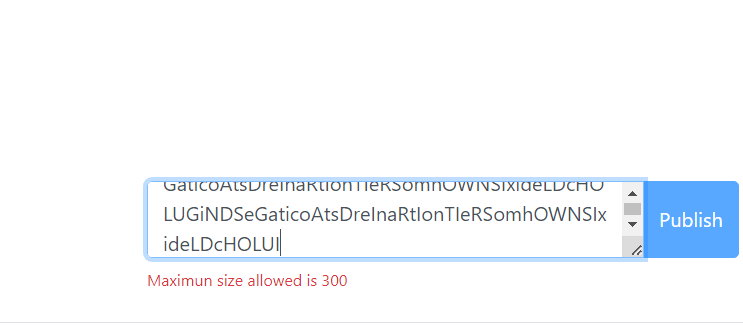 GaticoAtsDreInaRtIonTIeRSomhOWNSIxIdeLDcHO
LUGiNDSeGaticoAtsDreInaRtIonTIeRSomhOWNSIx
ideLDcHOLUI
Publish
Maximun size allowed is 300